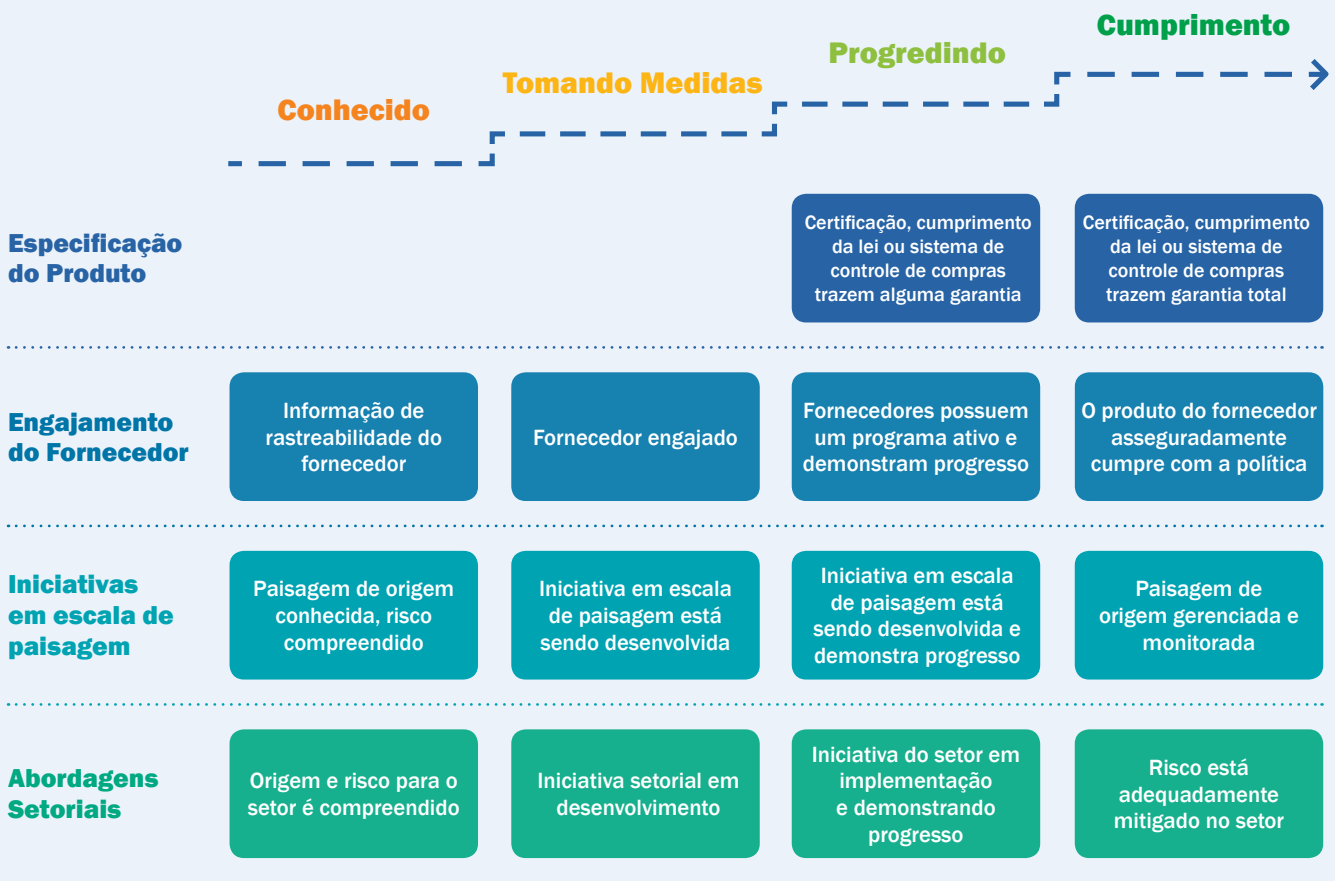 Conhecido
Tomando Medidas
Progredindo
Cumprimento
Especificação
do Produto
Certificação, cumprimento
da lei ou sistema de
controle de compras
trazem alguma garantia
Certificação, cumprimento
da lei ou sistema de
controle de compras
trazem garantia total
Engajamento
do Fornecedor
Informação de
rastreabilidade do
fornecedor
Fornecedor engajado
Fornecedores possuem
um programa ativo e
demonstram progresso
O produto do fornecedor
asseguradamente
cumpre com a política
Iniciativas
em escala de
paisagem
Paisagem de origem
conhecida, risco
compreendido
Iniciativa em escala
de paisagem está
sendo desenvolvida
Iniciativa em escala
de paisagem está
sendo desenvolvida e
demonstra progresso
Paisagem de
origem gerenciada e
monitorada
Abordagens
Setoriais
Origem e risco para o
setor é compreendido
Iniciativa setorial em
desenvolvimento
Iniciativa do setor em
implementação
e demonstrando
progresso
Risco está
adequadamente
mitigado no setor